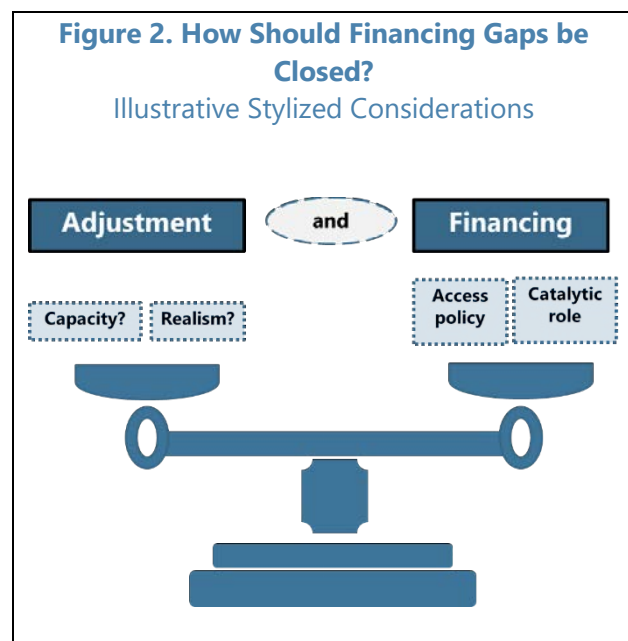 Figure 2. How Should Financing Gaps be
Closed?
Illustrative Stylized Considerations
Adjustment and Financing
Capacity? Realism? Access policy Catalytic role